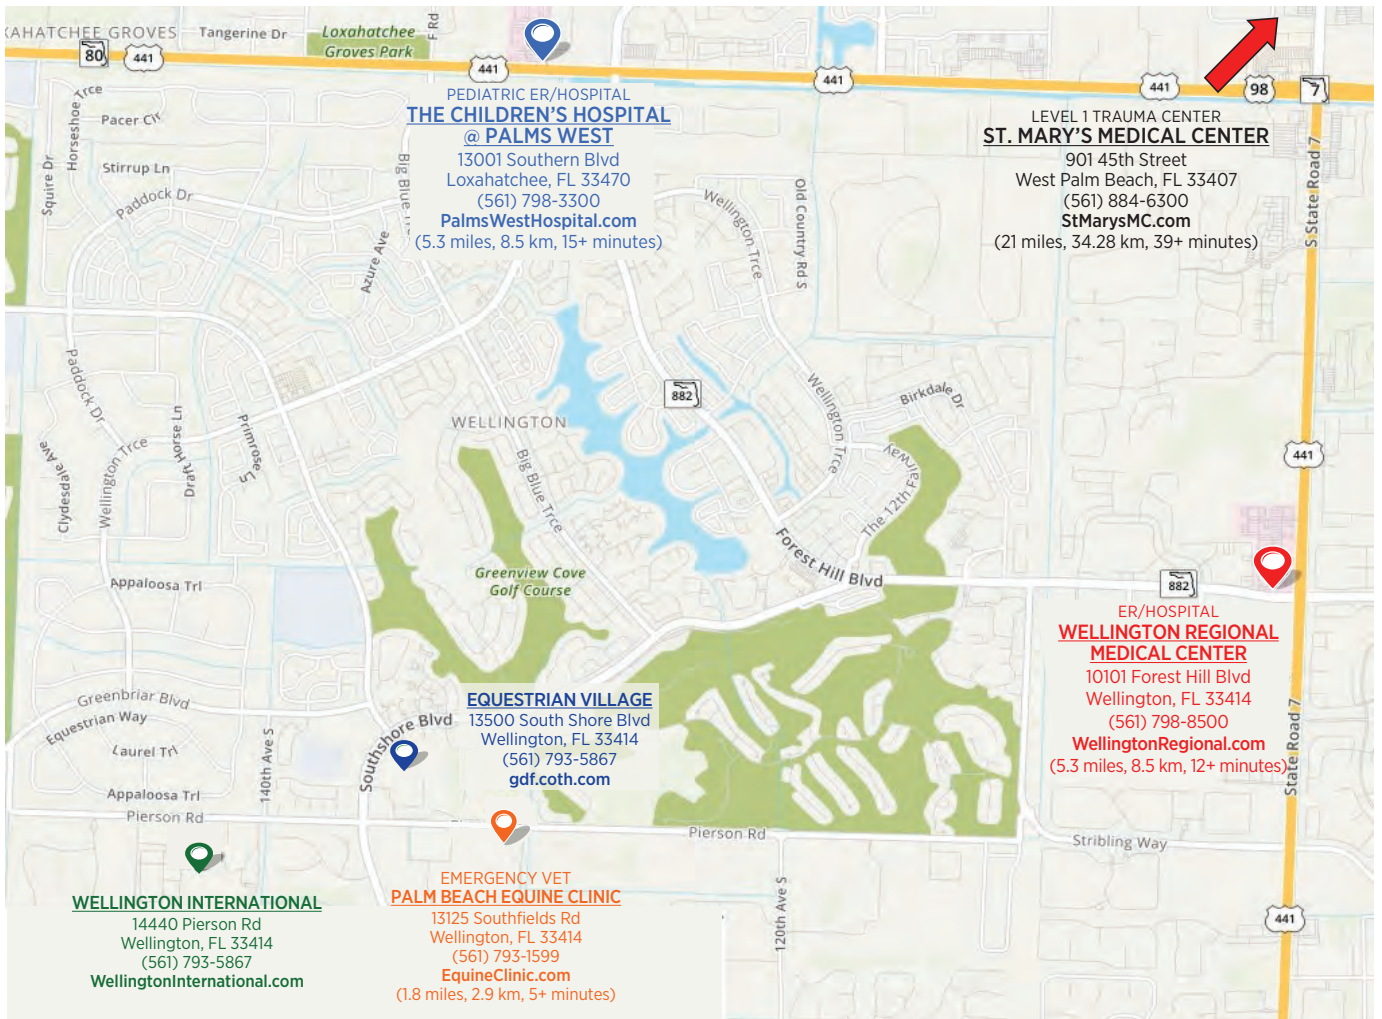 XAHATCHEE GROVES
Tangerine Dr
Loxahatchee
Groves Park
F Rd
80
441
441
441
441
98
7
PEDIATRIC ER/HOSPITAL
THE CHILDREN'S HOSPITAL
@ PALMS WEST
13001 Southern Blvd
Loxahatchee, FL 33470
(561) 798-3300
PalmsWestHospital.com
(5.3 miles, 8.5 km, 15+ minutes)
LEVEL 1 TRAUMA CENTER
ST. MARY'S MEDICAL CENTER
901 45th Street
West Palm Beach, FL 33407
(561) 884-6300
StMarysMC.com
(21 miles, 34.28 km, 39+ minutes)
Horseshoe Trce
Pacer Cir
Stirrup Ln
Squire Dr
Paddock Dr
Big Blue Trce
Azure Ave
Wellington Trce
Old Country Rd S
S State Road 7
882
Paddock Dr
Wellington Trce
Birkdale Dr
WELLINGTON
Primrose Ln
Draft Horse Ln
Clydesdale Ave
Wellington Trce
Big Blue Trce
The 12th Fairway
441
Forest Hill Blvd
Greenview Cove
Golf Course
Appaloosa Trl
882
ER/HOSPITAL
WELLINGTON REGIONAL
MEDICAL CENTER
10101 Forest Hill Blvd
Wellington, FL 33414
(561) 798-8500
WellingtonRegional.com
(5.3 miles, 8.5 km, 12+ minutes)
State Road 7
EQUESTRIAN VILLAGE
13500 South Shore Blvd
Wellington, FL 33414
(561) 793-5867
gdf.coth.com
Greenbriar Blvd
Equestrian Way
Laurel Trl
Southshore Blvd
140th Ave S
Appaloosa Trl
Pierson Rd
Pierson Rd
Stribling Way
120th Ave S
441
WELLINGTON INTERNATIONAL
14440 Pierson Rd
Wellington, FL 33414
(561) 793-5867
WellingtonInternational.com
EMERGENCY VET
PALM BEACH EQUINE CLINIC
13125 Southfields Rd
Wellington, FL 33414
(561) 793-1599
EquineClinic.com
(1.8 miles, 2.9 km, 5+ minutes)